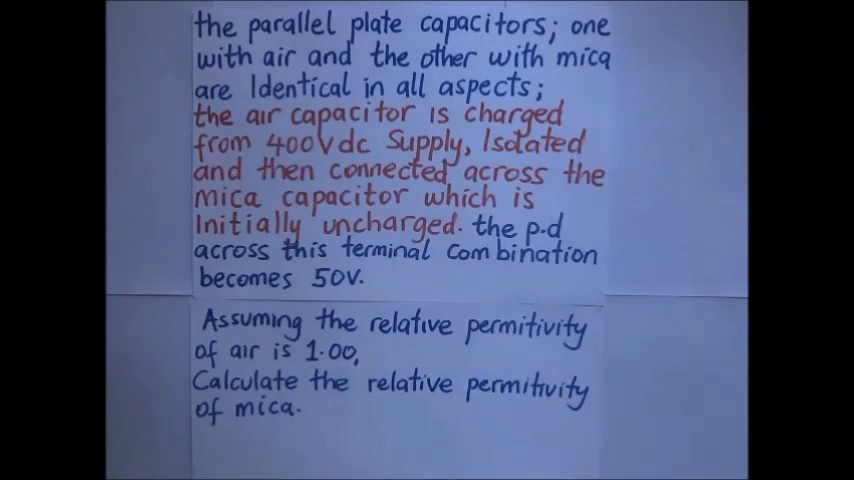 the parallel plate capacitors; one
with air and the other with mica
are Identical in all aspects;
the air capacitor is charged
from 400V dc Supply, Isolated
and then connected across the
mica capacitor which is
Initially uncharged. the p.d
across this terminal combination
becomes 50V.
Assuming the relative permitivity
of air is 1.00,
Calculate the relative permitivity
of mica.